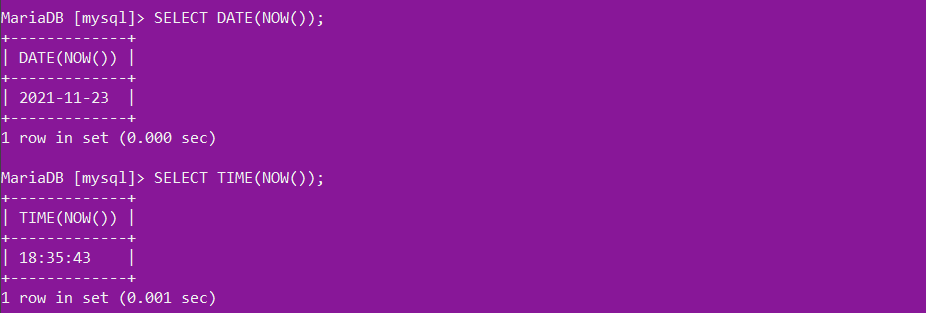 MariaDB [mysql]> SELECT DATE(NOW());
+-------------+
| DATE(NOW()) |
+-------------+
| 2021-11-23  |
+-------------+
1 row in set (0.000 sec)
MariaDB [mysql]> SELECT TIME(NOW());
+-------------+
| TIME(NOW()) |
+-------------+
| 18:35:43    |
+-------------+
1 row in set (0.001 sec)